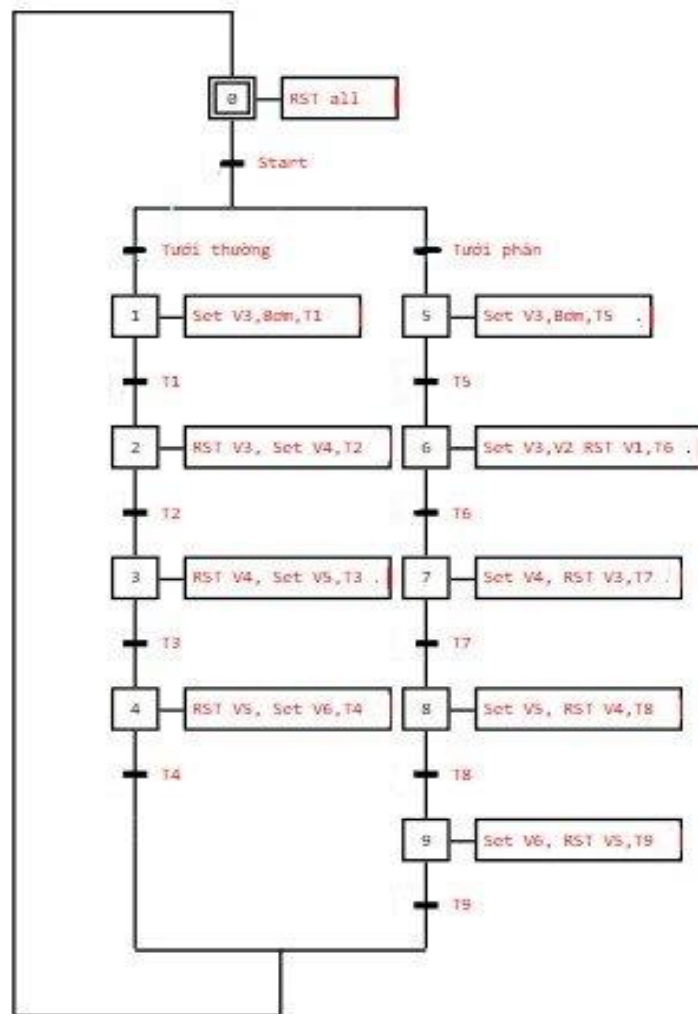 0 RST all
Start
Tưới thường Tưới phân
1 Set V3,Bơm,T1 5 Set V3,Bơm,T5 .
T1 T5
2 RST V3, Set V4,T2 6 Set V3,V2 RST V1,T6 .
T2 T6
3 RST V4, Set V5,T3 . 7 Set V4, RST V3,T7 .
T3 T7
4 RST V5, Set V6,T4 8 Set V5, RST V4,T8
T4 T8
9 Set V6, RST V5,T9
T9